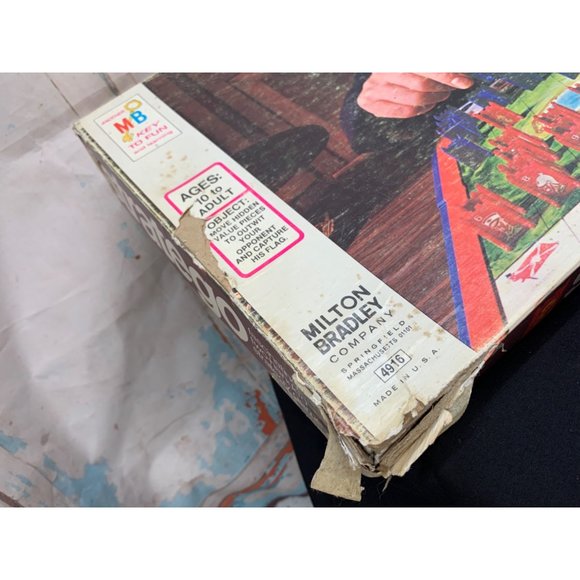 MB
A KEY
TO FUN
AGES:
10 to
ADULT
OBJECT:
MOVE HIDDEN
VALUE PIECES
TO OUTWIT
YOUR
OPPONENT
AND CAPTURE
HIS FLAG.
MILTON
BRADLEY
COMPANY
SPRINGFIELD
MASSACHUSETTS 01101
4916
MADE IN U.S.A.